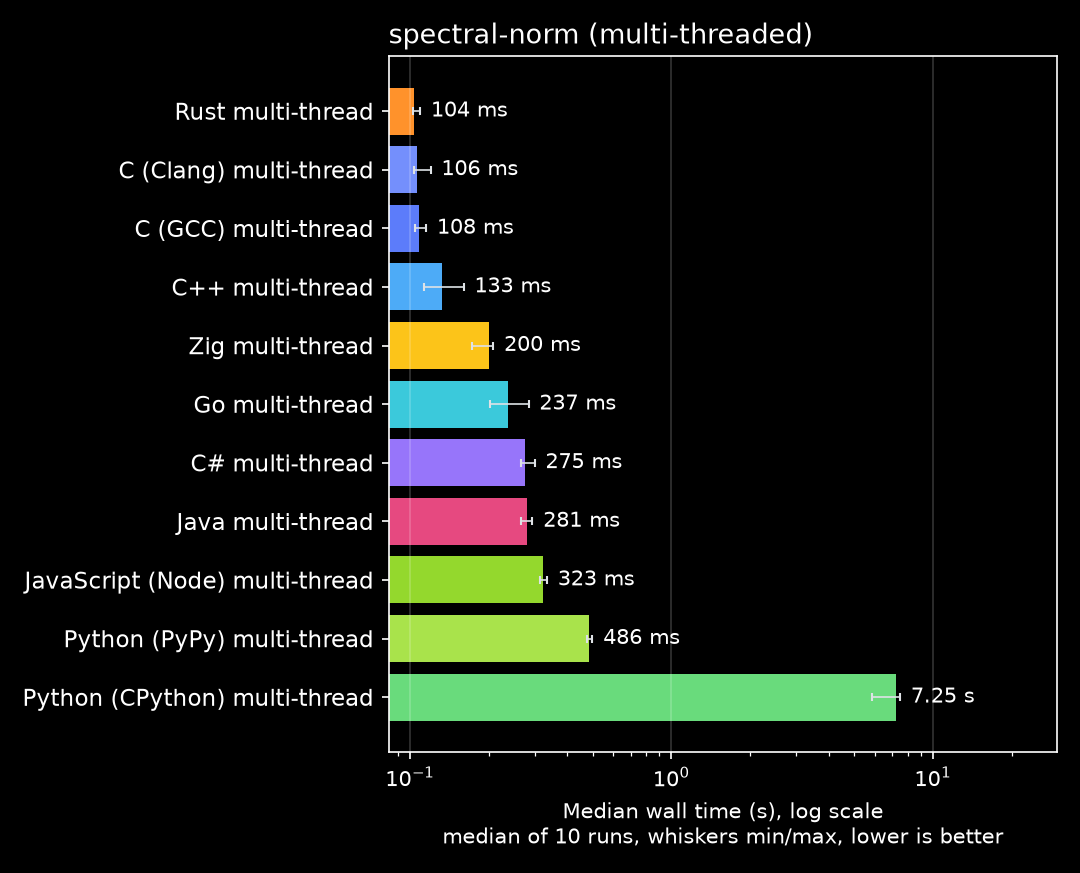 spectral-norm (multi-threaded)
Rust multi-thread 104 ms
C (Clang) multi-thread 106 ms
C (GCC) multi-thread 108 ms
C++ multi-thread 133 ms
Zig multi-thread 200 ms
Go multi-thread 237 ms
C# multi-thread 275 ms
Java multi-thread 281 ms
JavaScript (Node) multi-thread 323 ms
Python (PyPy) multi-thread 486 ms
Python (CPython) multi-thread 7.25 s
10⁻¹ 10⁰ 10¹
Median wall time (s), log scale
median of 10 runs, whiskers min/max, lower is better